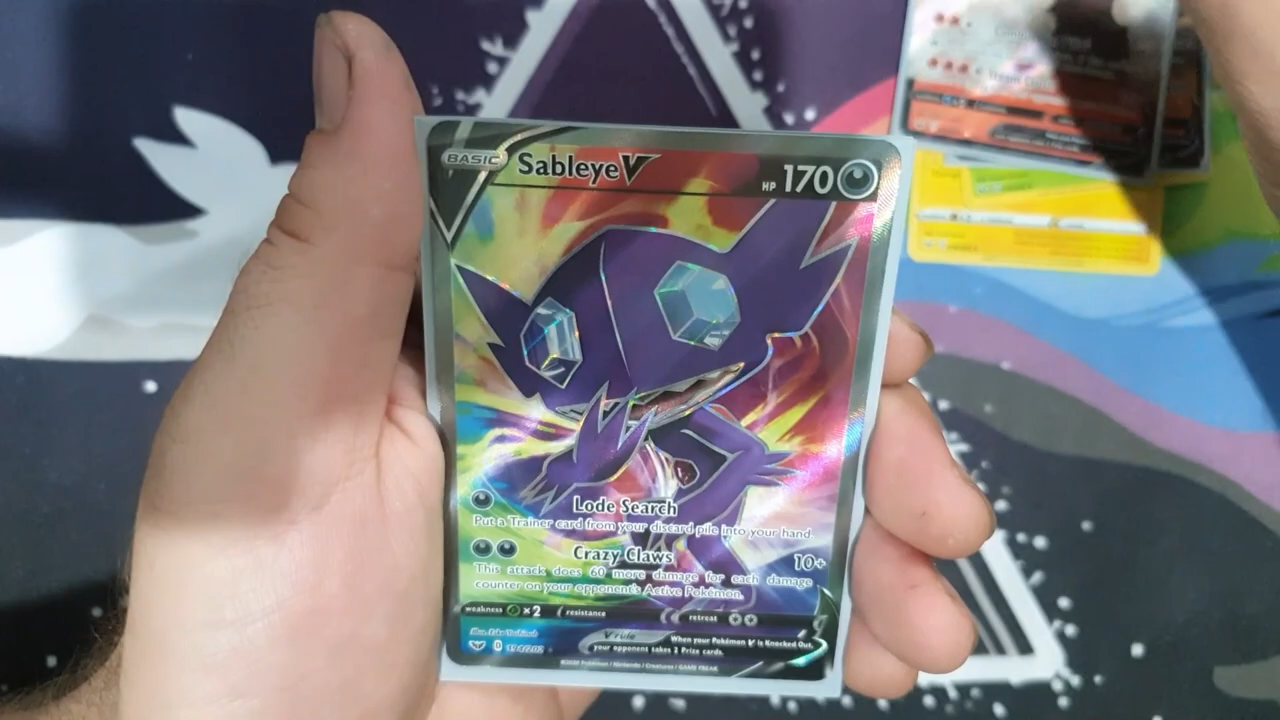 BASIC Sableye V HP 170
Lode Search
Put a Trainer card from your discard pile into your hand.
Crazy Claws 10+
This attack does 60 more damage for each damage
counter on your opponent's Active Pokémon.
weakness ×2 resistance retreat
V rule When your Pokémon V is Knocked Out,
your opponent takes 2 Prize cards.
D
©2020 Pokémon / Nintendo / Creatures / GAME FREAK